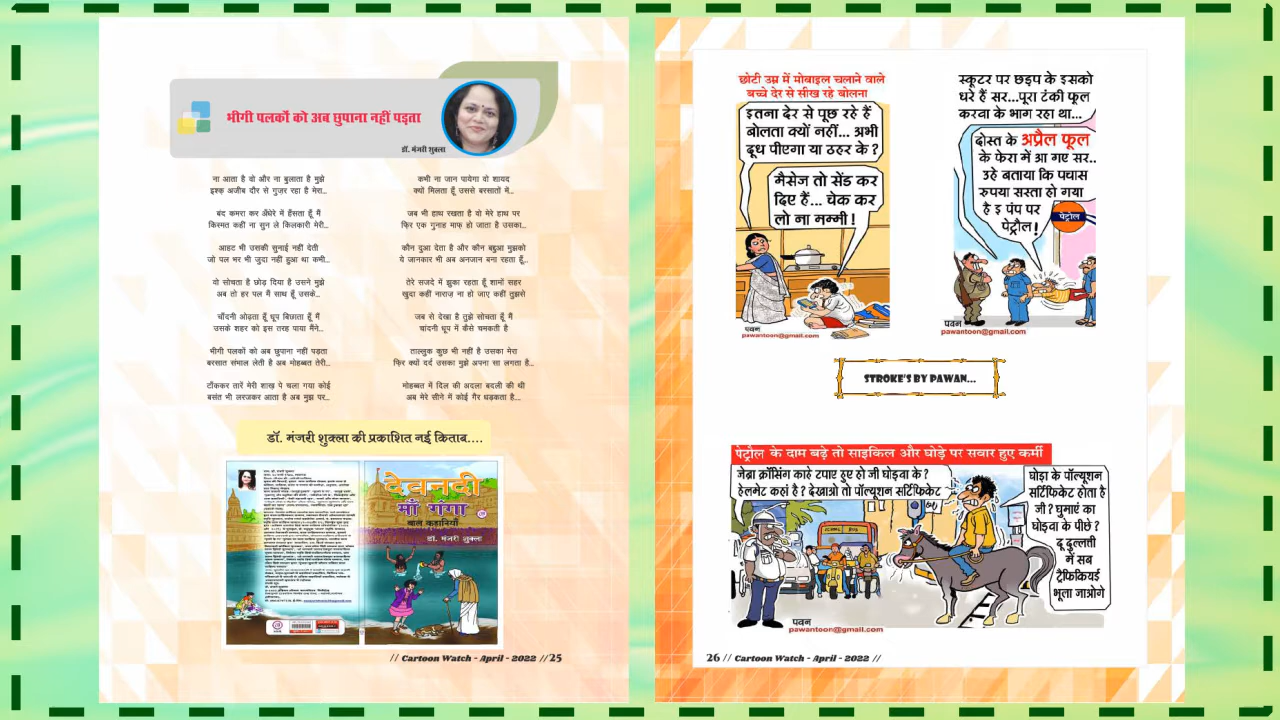 भीगी पलकों को अब छुपाना नहीं पड़ता
डॉ. मंजरी शुक्ला
ना आता है वो और ना बुलाता है मुझे
इश्क़ अजीब दौर से गुज़र रहा है मेरा...
बंद कमरा कर अँधेरे में हँसता हूँ मैं
किस्मत कहीं ना सुन ले किलकारी मेरी...
आहट भी उसकी सुनाई नहीं देती
जो पल भर भी जुदा नहीं हुआ था कभी...
वो सोचता है छोड़ दिया है उसने मुझे
अब तो हर पल मैं साथ हूँ उसके...
चाँदनी ओढ़ता हूँ धूप बिछाता हूँ मैं
उसके शहर को इस तरह पाया मैंने...
भीगी पलकों को अब छुपाना नहीं पड़ता
बरसात संभाल लेती है अब मोहब्बत तेरी...
टाँककर तारें मेरी शाख़ पे चला गया कोई
बसंत भी लरजकर आता है अब मुझ पर...
कभी ना जान पायेगा वो शायद
क्यों मिलता हूँ उससे बरसातों में...
जब भी हाथ रखता है वो मेरे हाथ पर
फ़िर एक गुनाह माफ़ हो जाता है उसका...
कौन दुआ देता है और कौन बद्दुआ मुझको
ये जानकार भी अब अनजान बना रहता हूँ...
तेरे सजदे में झुका रहता हूँ शामों सहर
खुदा कहीं नाराज़ ना हो जाए कहीं तुझसे
जब से देखा है तुझे सोचता हूँ मैं
चांदनी धूप में कैसे चमकती है
ताल्लुक कुछ भी नहीं है उसका मेरा
फिर क्यों दर्द उसका मुझे अपना सा लगता है...
मोहब्बत में दिल की अदला बदली की थी
अब मेरे सीने में कोई गैर धड़कता है....
डॉ. मंजरी शुक्ला की प्रकाशित नई किताब....
देवनदी
माँ गंगा
बाल कहानियाँ
डॉ. मंजरी शुक्ला
// Cartoon Watch - April - 2022 //25
छोटी उम्र में मोबाइल चलाने वाले
बच्चे देर से सीख रहे बोलना
इतना देर से पूछ रहे हैं
बोलता क्यों नहीं... अभी
दूध पीएगा या ठहर के ?
मैसेज तो सेंड कर
दिए हैं... चेक कर
लो ना मम्मी !
पवन
pawantoon@gmail.com
स्कूटर पर छड़प के इसको
धरे हैं सर...पूरा टंकी फूल
करवा के भाग रहा था...
दोस्त के अप्रैल फूल
के फेरा में आ गए सर..
उहे बताया कि पचास
रुपया सस्ता हो गया
है इ पंप पर
पेट्रोल !
पेट्रोल
पवन
pawantoon@gmail.com
STROKE'S BY PAWAN...
पेट्रौल के दाम बढ़े तो साइकिल और घोड़े पर सवार हुए कर्मी
जेब्रा क्रॉसिंग काहे टपाए हुए हो जी घोड़वा के ?
हेलमेट कहां है ? देखाओ तो पॉल्यूशन सर्टिफिकेट
घोड़ा के पॉल्यूशन
सर्टिफिकेट होता है
जी ? घुमाएं का
घोड़वा के पीछे ?
दू दुलत्ती
में सब
ट्रैफिकियई
भूला जाओगे
पवन
pawantoon@gmail.com
26 // Cartoon Watch - April - 2022 //